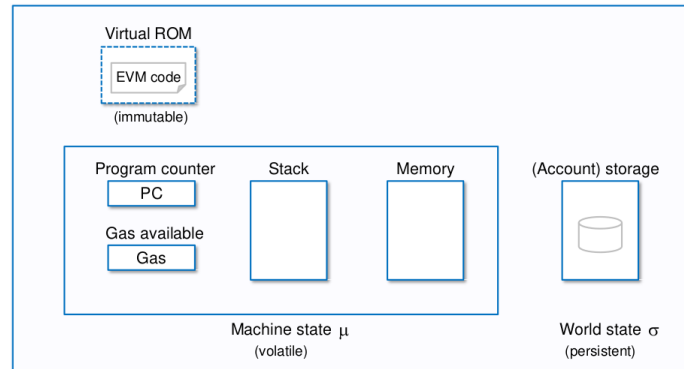 Virtual ROM
EVM code
(immutable)
Program counter
PC
Gas available
Gas
Stack
Memory
(Account) storage
Machine state μ
(volatile)
World state σ
(persistent)